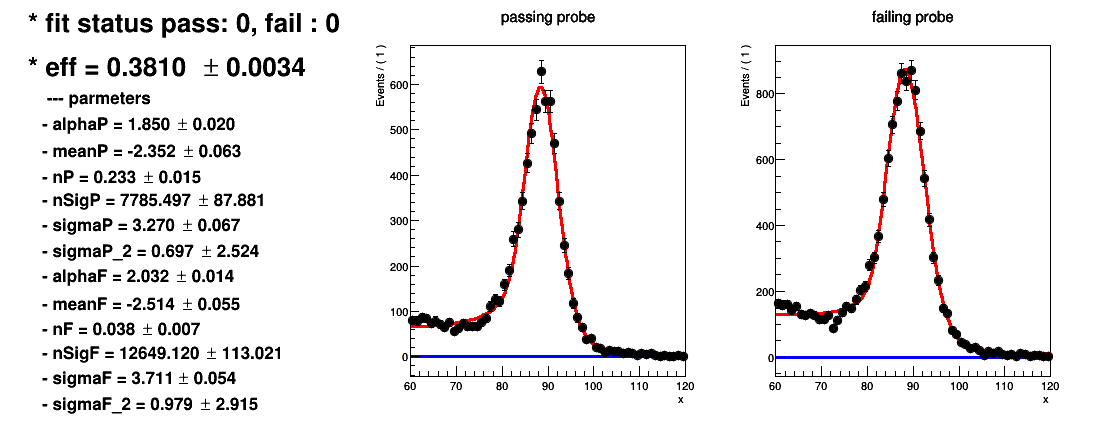 * fit status pass: 0, fail : 0
* eff = 0.3810 ± 0.0034
--- parmeters
- alphaP = 1.850 ± 0.020
- meanP = -2.352 ± 0.063
- nP = 0.233 ± 0.015
- nSigP = 7785.497 ± 87.881
- sigmaP = 3.270 ± 0.067
- sigmaP_2 = 0.697 ± 2.524
- alphaF = 2.032 ± 0.014
- meanF = -2.514 ± 0.055
- nF = 0.038 ± 0.007
- nSigF = 12649.120 ± 113.021
- sigmaF = 3.711 ± 0.054
- sigmaF_2 = 0.979 ± 2.915
passing probe
Events / ( 1 )
600
500
400
300
200
100
0
60 70 80 90 100 110 120
x
failing probe
Events / ( 1 )
800
600
400
200
0
60 70 80 90 100 110 120
x